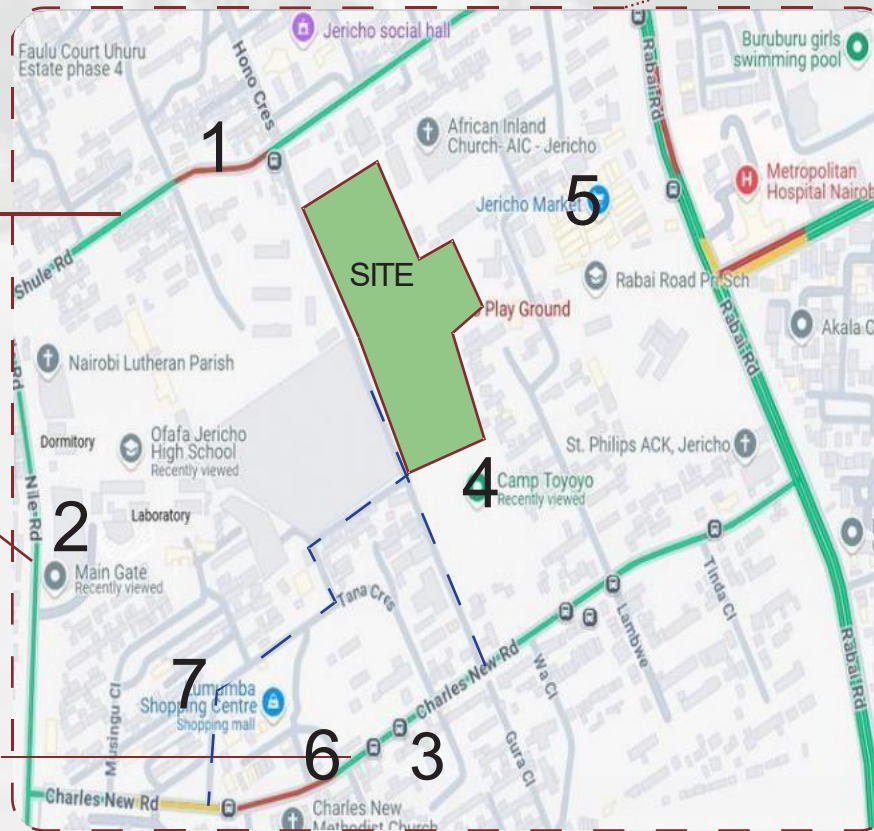 Jericho social hall
Faulu Court Uhuru
Estate phase 4
Hono Cres
Rabai Rd
Buruburu girls
swimming pool
1
African Inland
Church- AIC - Jericho
Metropolitan
Hospital Nairob
Jericho Market
5
SITE
Shule Rd
Rabai Road Pri Sch
Play Ground
Rabai Rd
Akala C
Nairobi Lutheran Parish
Rd
Dormitory
Ofafa Jericho
High School
Recently viewed
St. Philips ACK, Jericho
4
Camp Toyoyo
Recently viewed
Nile Rd
2
Laboratory
Main Gate
Recently viewed
Tana Cres
Tinda Cl
Lambwe
Rabai Rd
7
Lumumba
Shopping Centre
Shopping mall
Musingu Cl
Charles New Rd
Wa Cl
Gura Cl
6
3
Charles New Rd
Charles New
Methodist Church